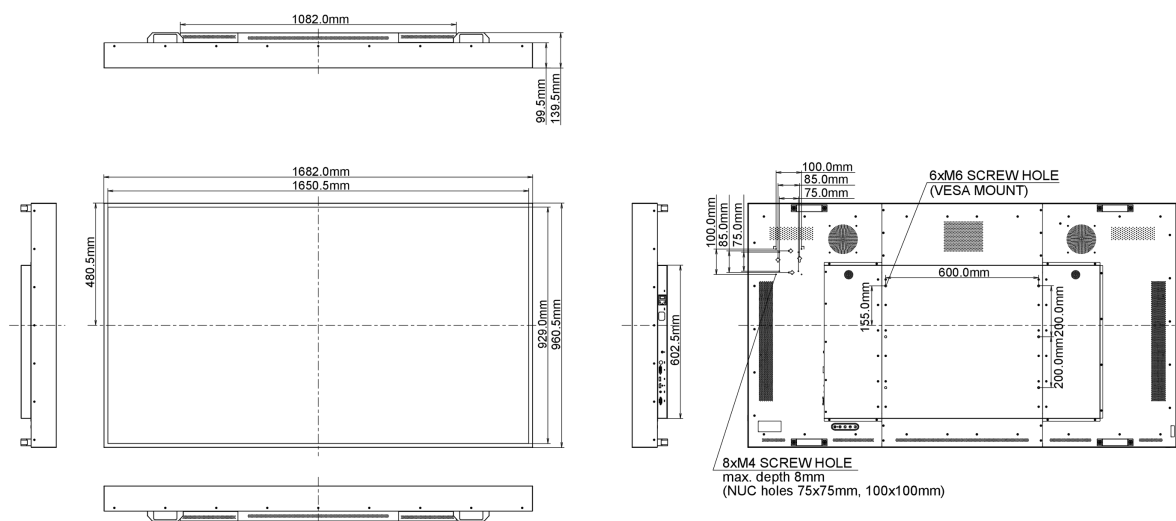 1082.0mm
99.5mm
139.5mm
1682.0mm
1650.5mm
480.5mm
929.0mm
960.5mm
602.5mm
100.0mm
85.0mm
75.0mm
100.0mm
85.0mm
75.0mm
6xM6 SCREW HOLE
(VESA MOUNT)
600.0mm
155.0mm
200.0mm
200.0mm
8xM4 SCREW HOLE
max. depth 8mm
(NUC holes 75x75mm, 100x100mm)